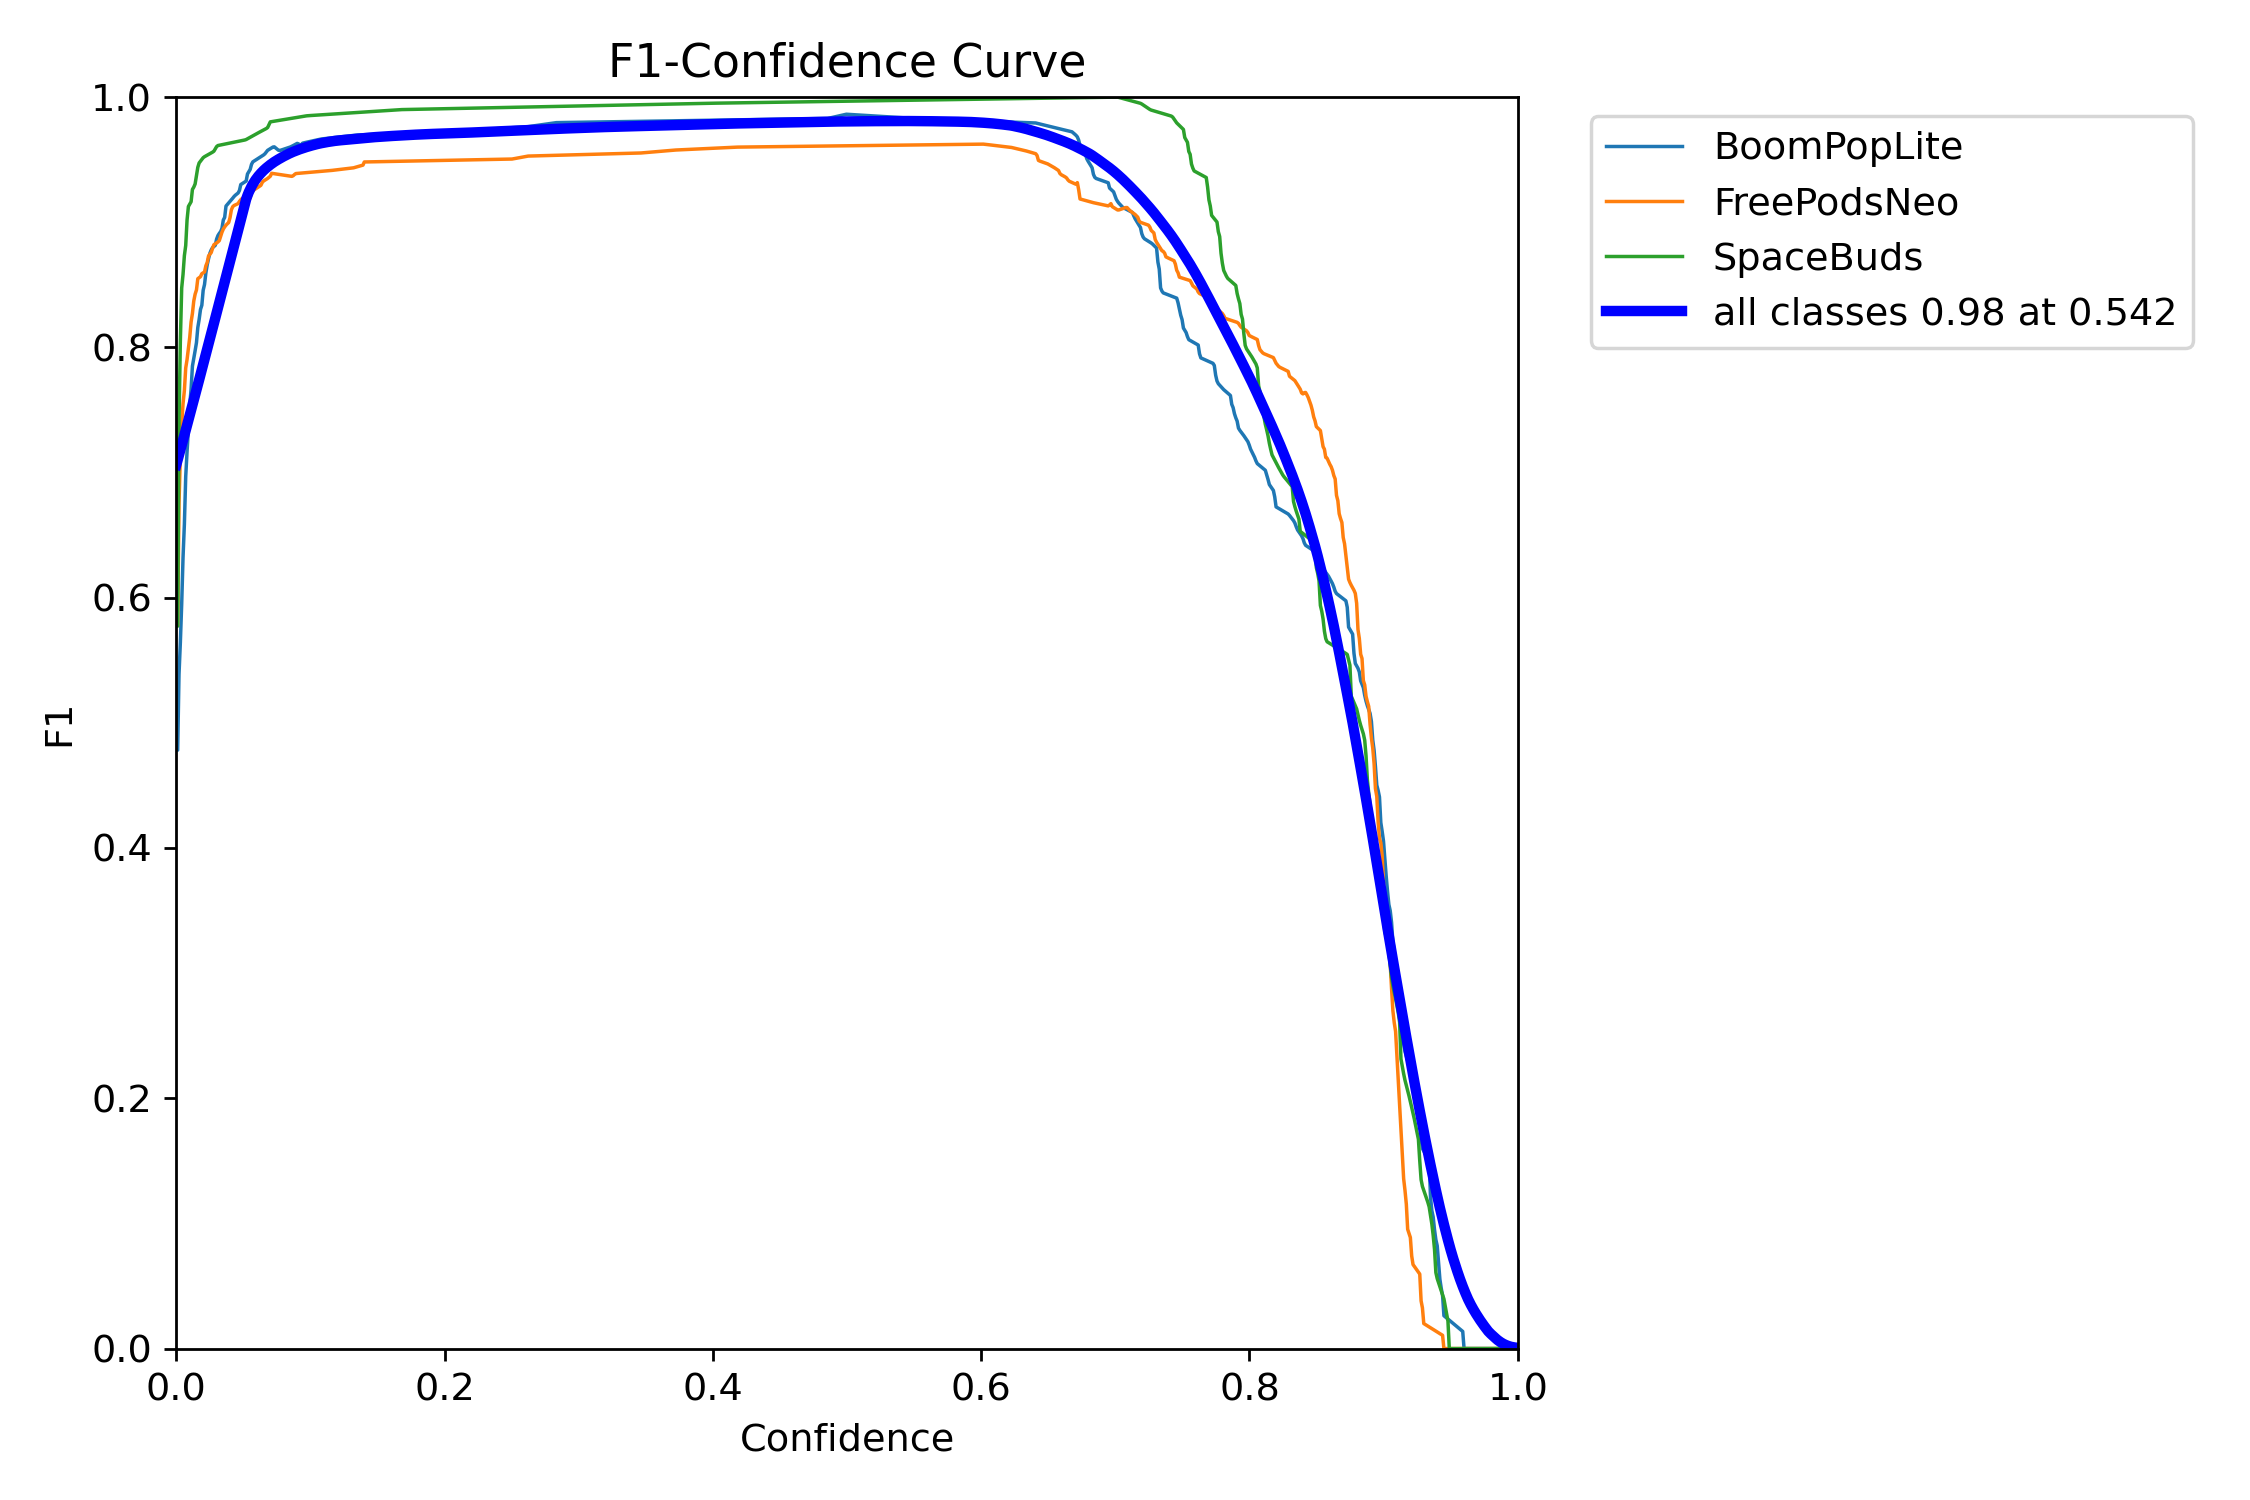 F1-Confidence Curve
1.0
0.8
0.6
0.4
0.2
0.0
F1
0.0 0.2 0.4 0.6 0.8 1.0
Confidence
BoomPopLite
FreePodsNeo
SpaceBuds
all classes 0.98 at 0.542